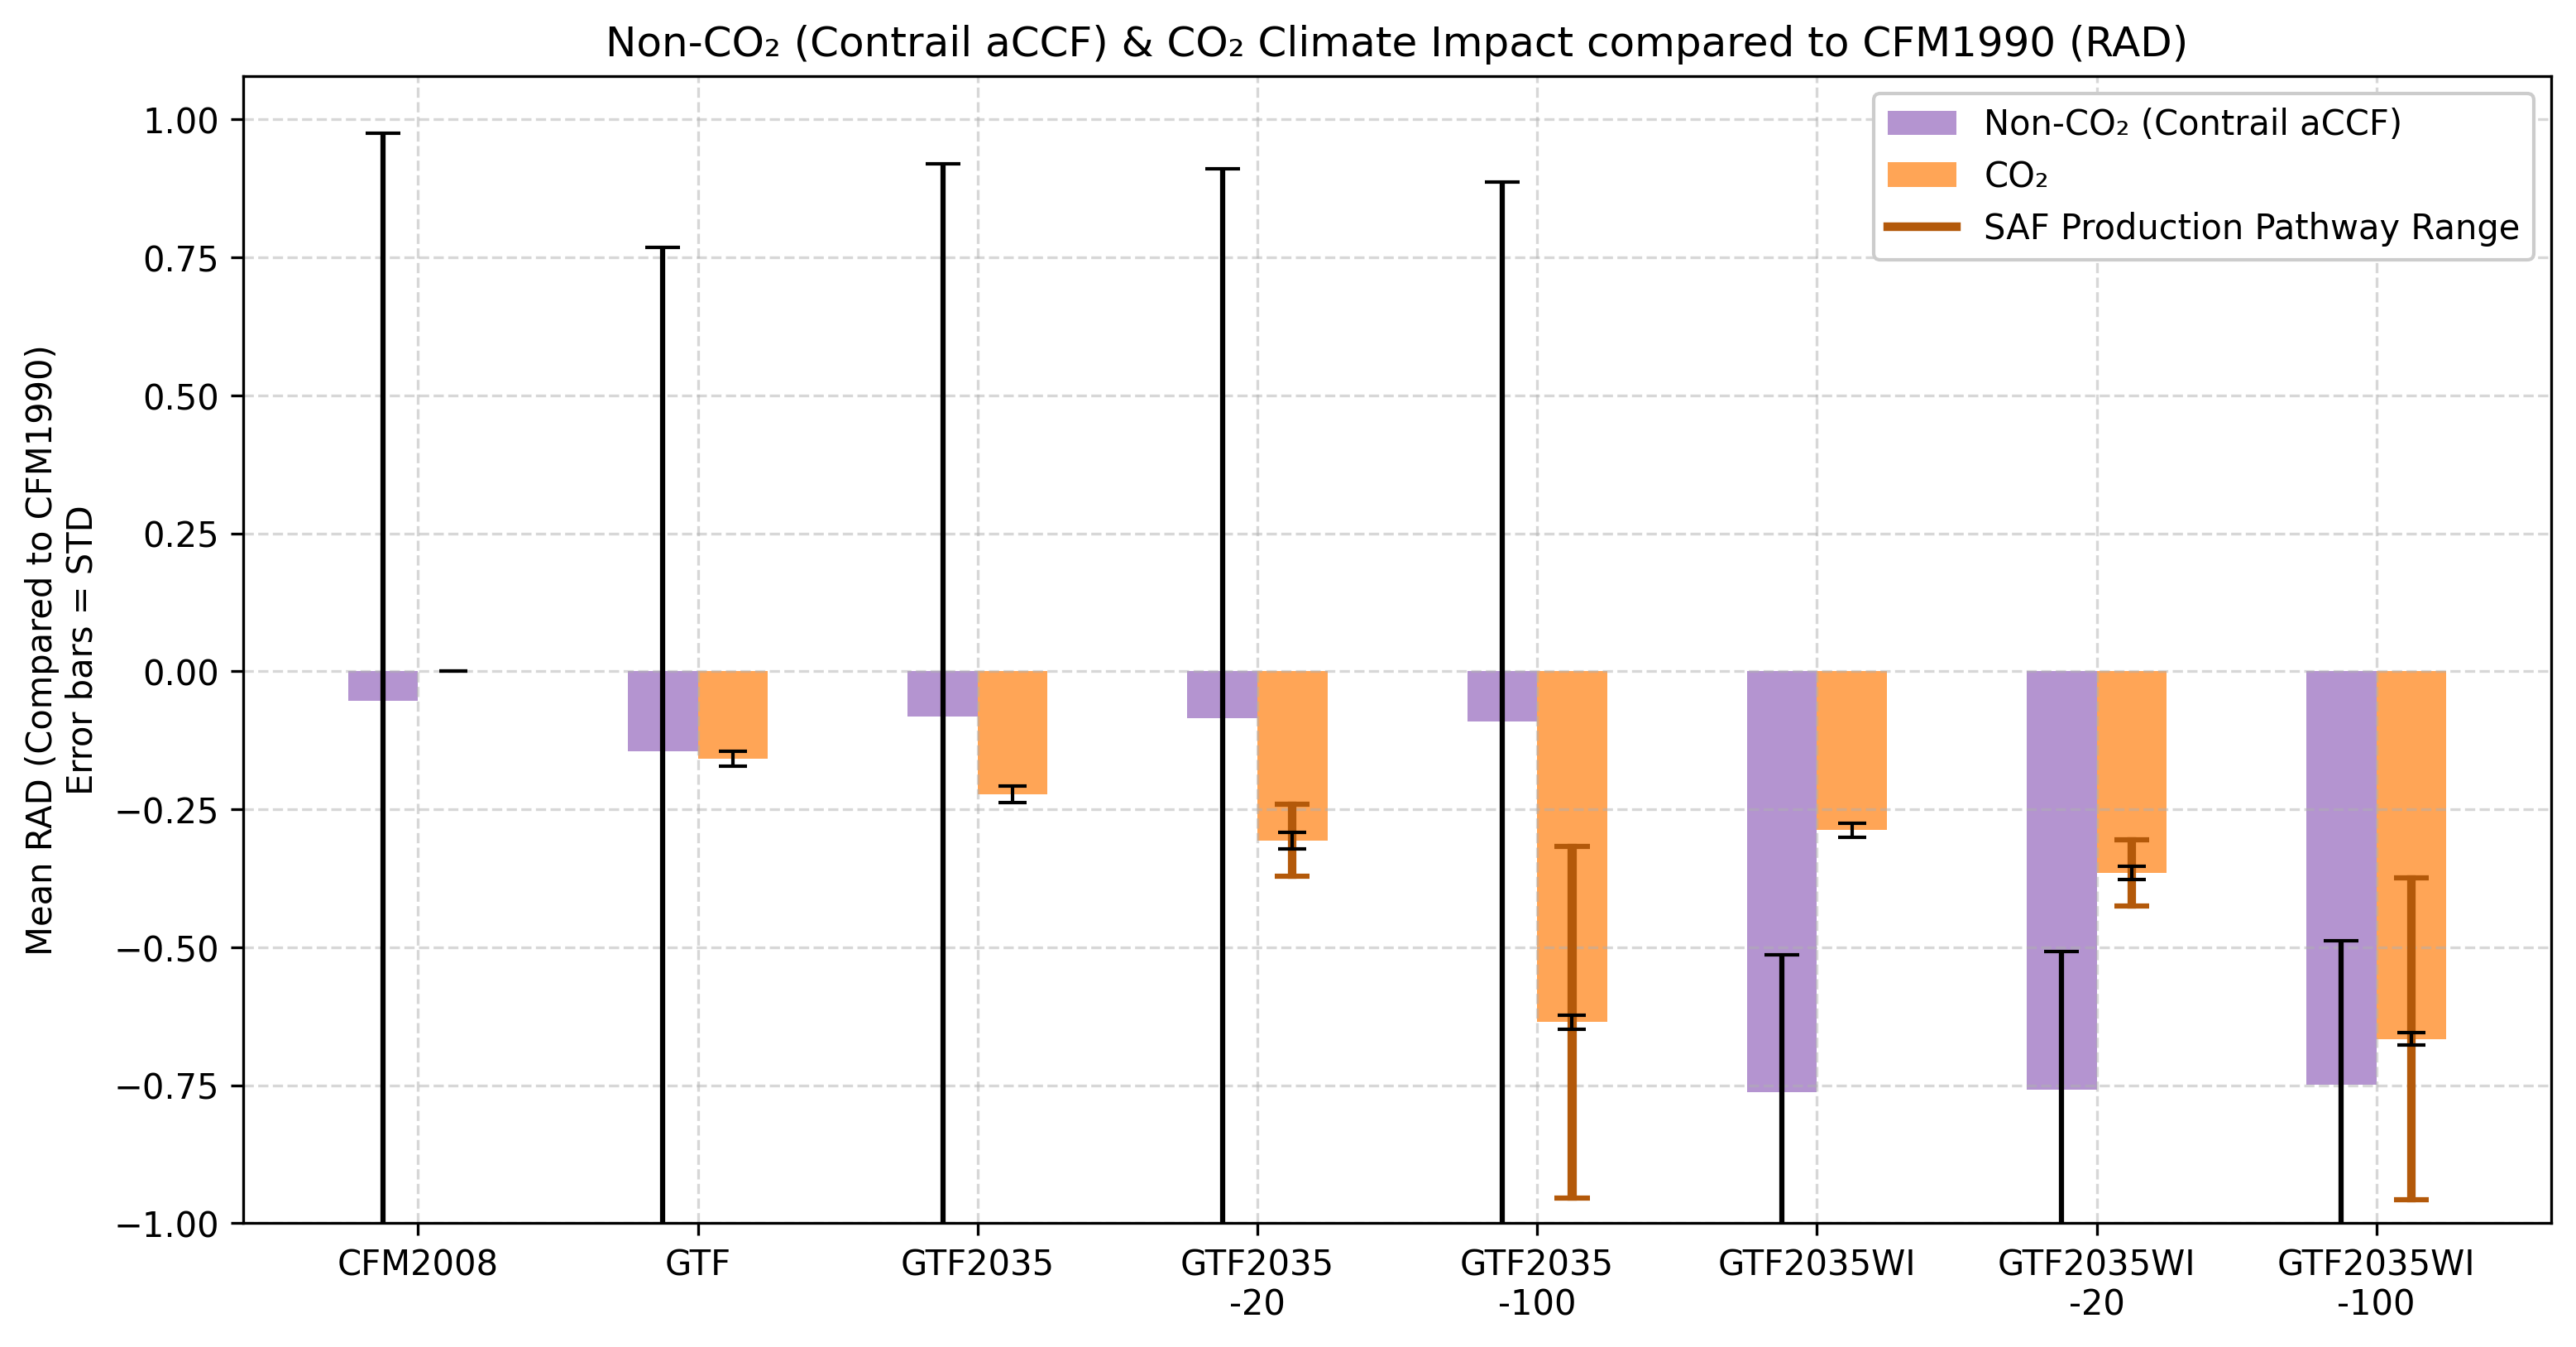 Non-CO₂ (Contrail aCCF) & CO₂ Climate Impact compared to CFM1990 (RAD)
Non-CO₂ (Contrail aCCF)
CO₂
SAF Production Pathway Range
Mean RAD (Compared to CFM1990)
Error bars = STD
1.00
0.75
0.50
0.25
0.00
−0.25
−0.50
−0.75
−1.00
CFM2008
GTF
GTF2035
GTF2035
-20
GTF2035
-100
GTF2035WI
GTF2035WI
-20
GTF2035WI
-100